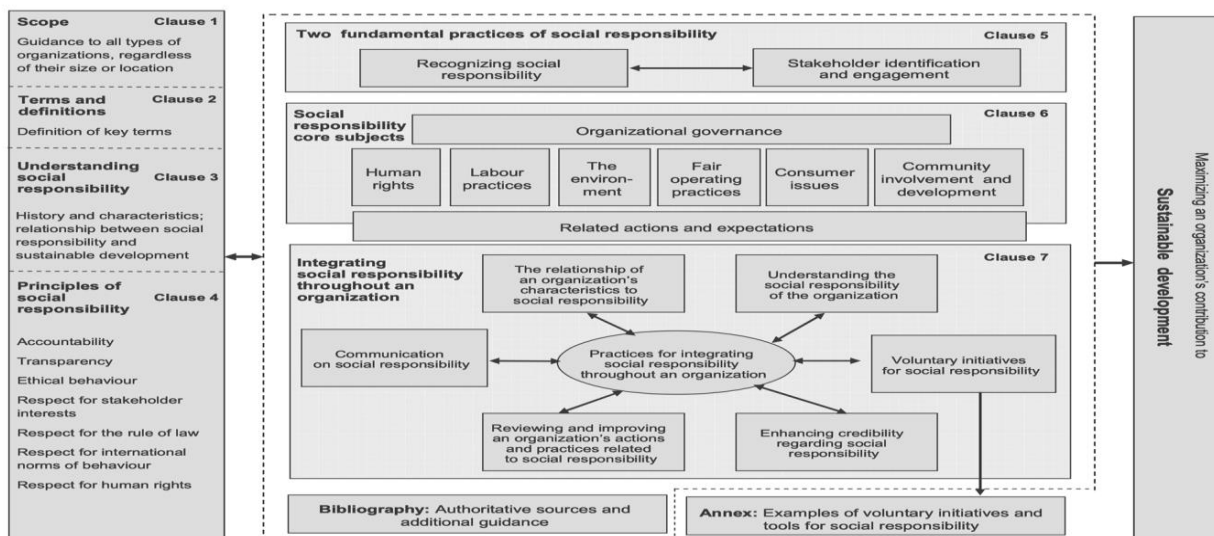 Scope Clause 1
Guidance to all types of
organizations, regardless
of their size or location
Terms and Clause 2
definitions
Definition of key terms
Understanding
social Clause 3
responsibility
History and characteristics;
relationship between social
responsibility and
sustainable development
Principles of
social Clause 4
responsibility
Accountability
Transparency
Ethical behaviour
Respect for stakeholder
interests
Respect for the rule of law
Respect for international
norms of behaviour
Respect for human rights
Two fundamental practices of social responsibility Clause 5
Recognizing social
responsibility
Stakeholder identification
and engagement
Social
responsibility
core subjects
Clause 6
Organizational governance
Human
rights
Labour
practices
The
environ-
ment
Fair
operating
practices
Consumer
issues
Community
involvement and
development
Related actions and expectations
Integrating
social responsibility
throughout an
organization
Clause 7
The relationship of
an organization's
characteristics to
social responsibility
Understanding the
social responsibility
of the organization
Communication
on social responsibility
Practices for integrating
social responsibility
throughout an organization
Voluntary initiatives
for social responsibility
Reviewing and improving
an organization's actions
and practices related
to social responsibility
Enhancing credibility
regarding social
responsibility
Bibliography: Authoritative sources and
additional guidance
Annex: Examples of voluntary initiatives and
tools for social responsibility
Maximizing an organization's contribution to
Sustainable development